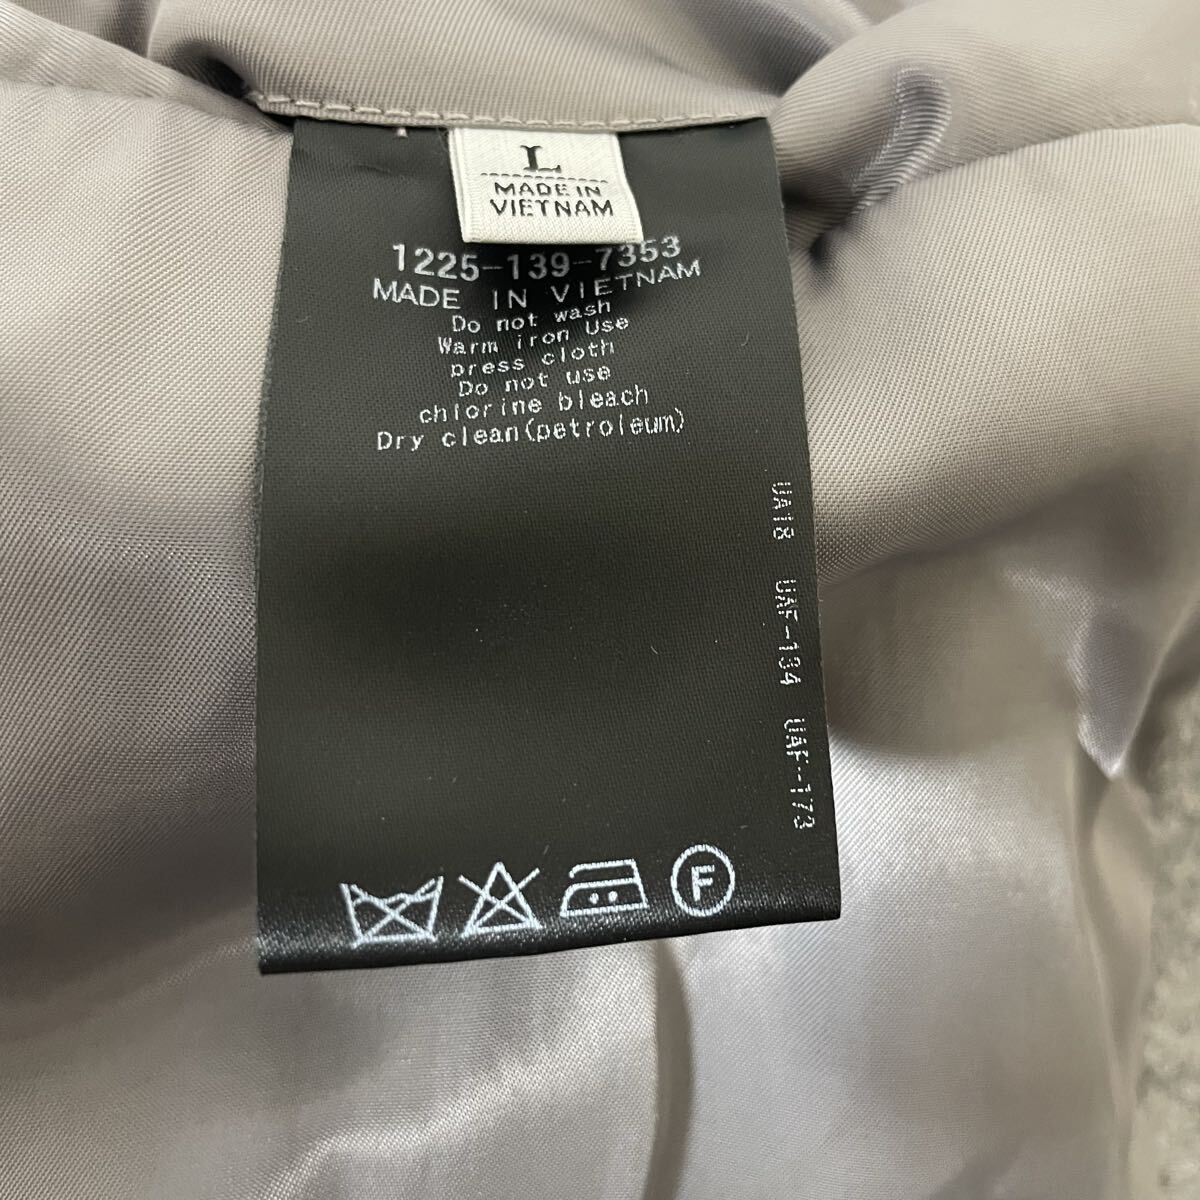 L
MADE IN
VIETNAM
1225-139-7353
MADE IN VIETNAM
Do not wash
Warm iron Use
press cloth
Do not use
chlorine bleach
Dry clean(petroleum)
UA18 UAF-134 UAF-173
F